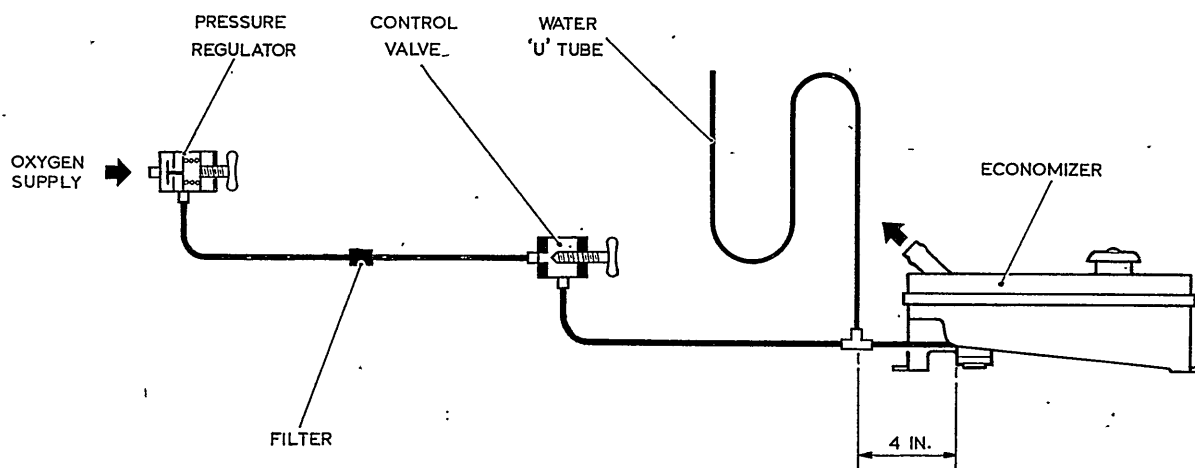 PRESSURE
REGULATOR
CONTROL
VALVE
WATER
'U' TUBE
OXYGEN
SUPPLY
ECONOMIZER
FILTER
4 IN.